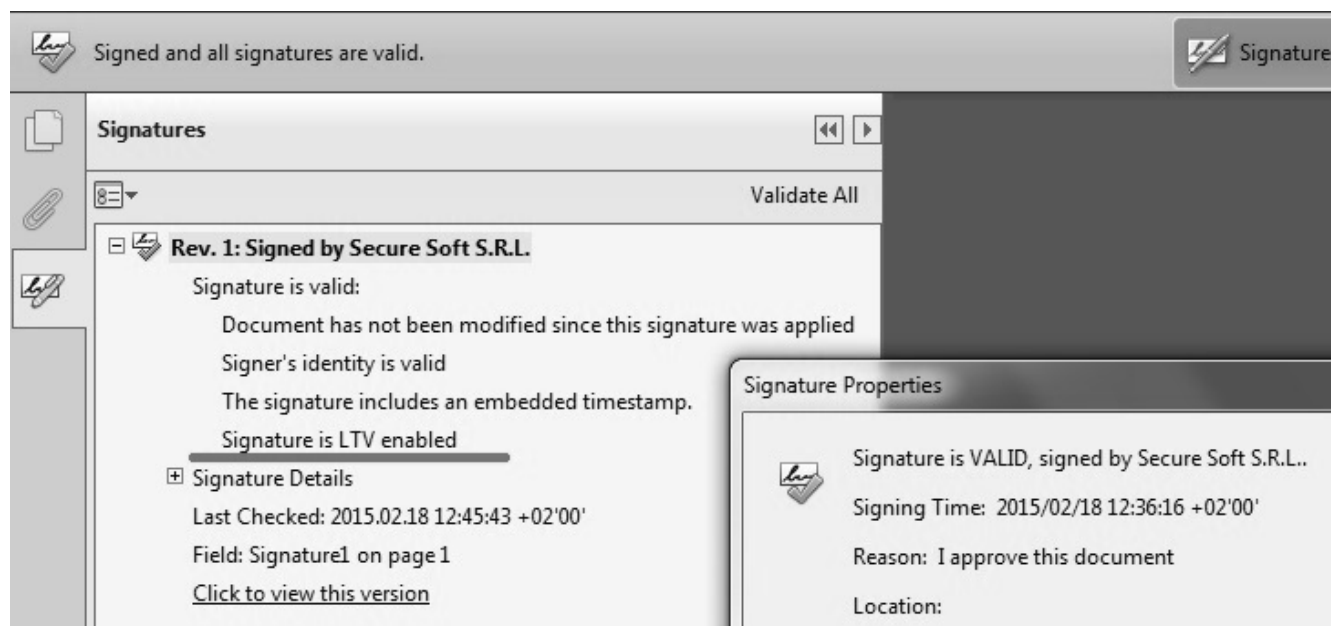 Signed and all signatures are valid.
Signature
Signatures
Validate All
Rev. 1: Signed by Secure Soft S.R.L.
Signature is valid:
Document has not been modified since this signature was applied
Signer's identity is valid
The signature includes an embedded timestamp.
Signature is LTV enabled
Signature Details
Last Checked: 2015.02.18 12:45:43 +02'00'
Field: Signature1 on page 1
Click to view this version
Signature Properties
Signature is VALID, signed by Secure Soft S.R.L..
Signing Time: 2015/02/18 12:36:16 +02'00'
Reason: I approve this document
Location: